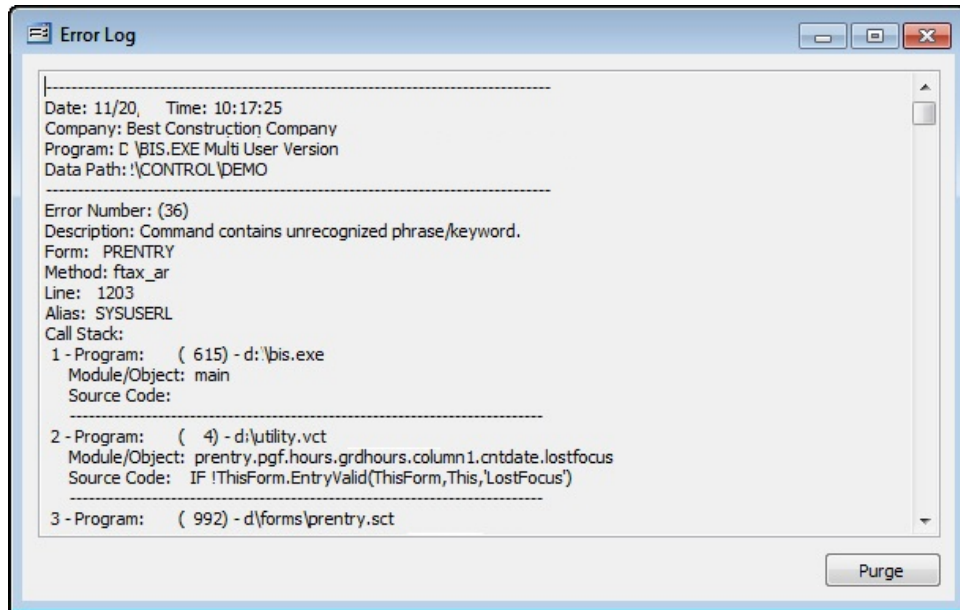 Error Log
--------------------------------------------------------------------------------
Date: 11/20,    Time: 10:17:25
Company: Best Construction Company
Program: D \BIS.EXE Multi User Version
Data Path: !\CONTROL\DEMO
--------------------------------------------------------------------------------
Error Number: (36)
Description: Command contains unrecognized phrase/keyword.
Form:   PRENTRY
Method: ftax_ar
Line:   1203
Alias:  SYSUSERL
Call Stack:
1 - Program:      ( 615) - d:\bis.exe
Module/Object:  main
Source Code:
--------------------------------------------------------------------------------
2 - Program:      (   4) - d:\utility.vct
Module/Object:  prentry.pgf.hours.grdhours.column1.cntdate.lostfocus
Source Code:   IF !ThisForm.EntryValid(ThisForm,This,'LostFocus')
--------------------------------------------------------------------------------
3 - Program:      ( 992) - d\forms\prentry.sct
Purge